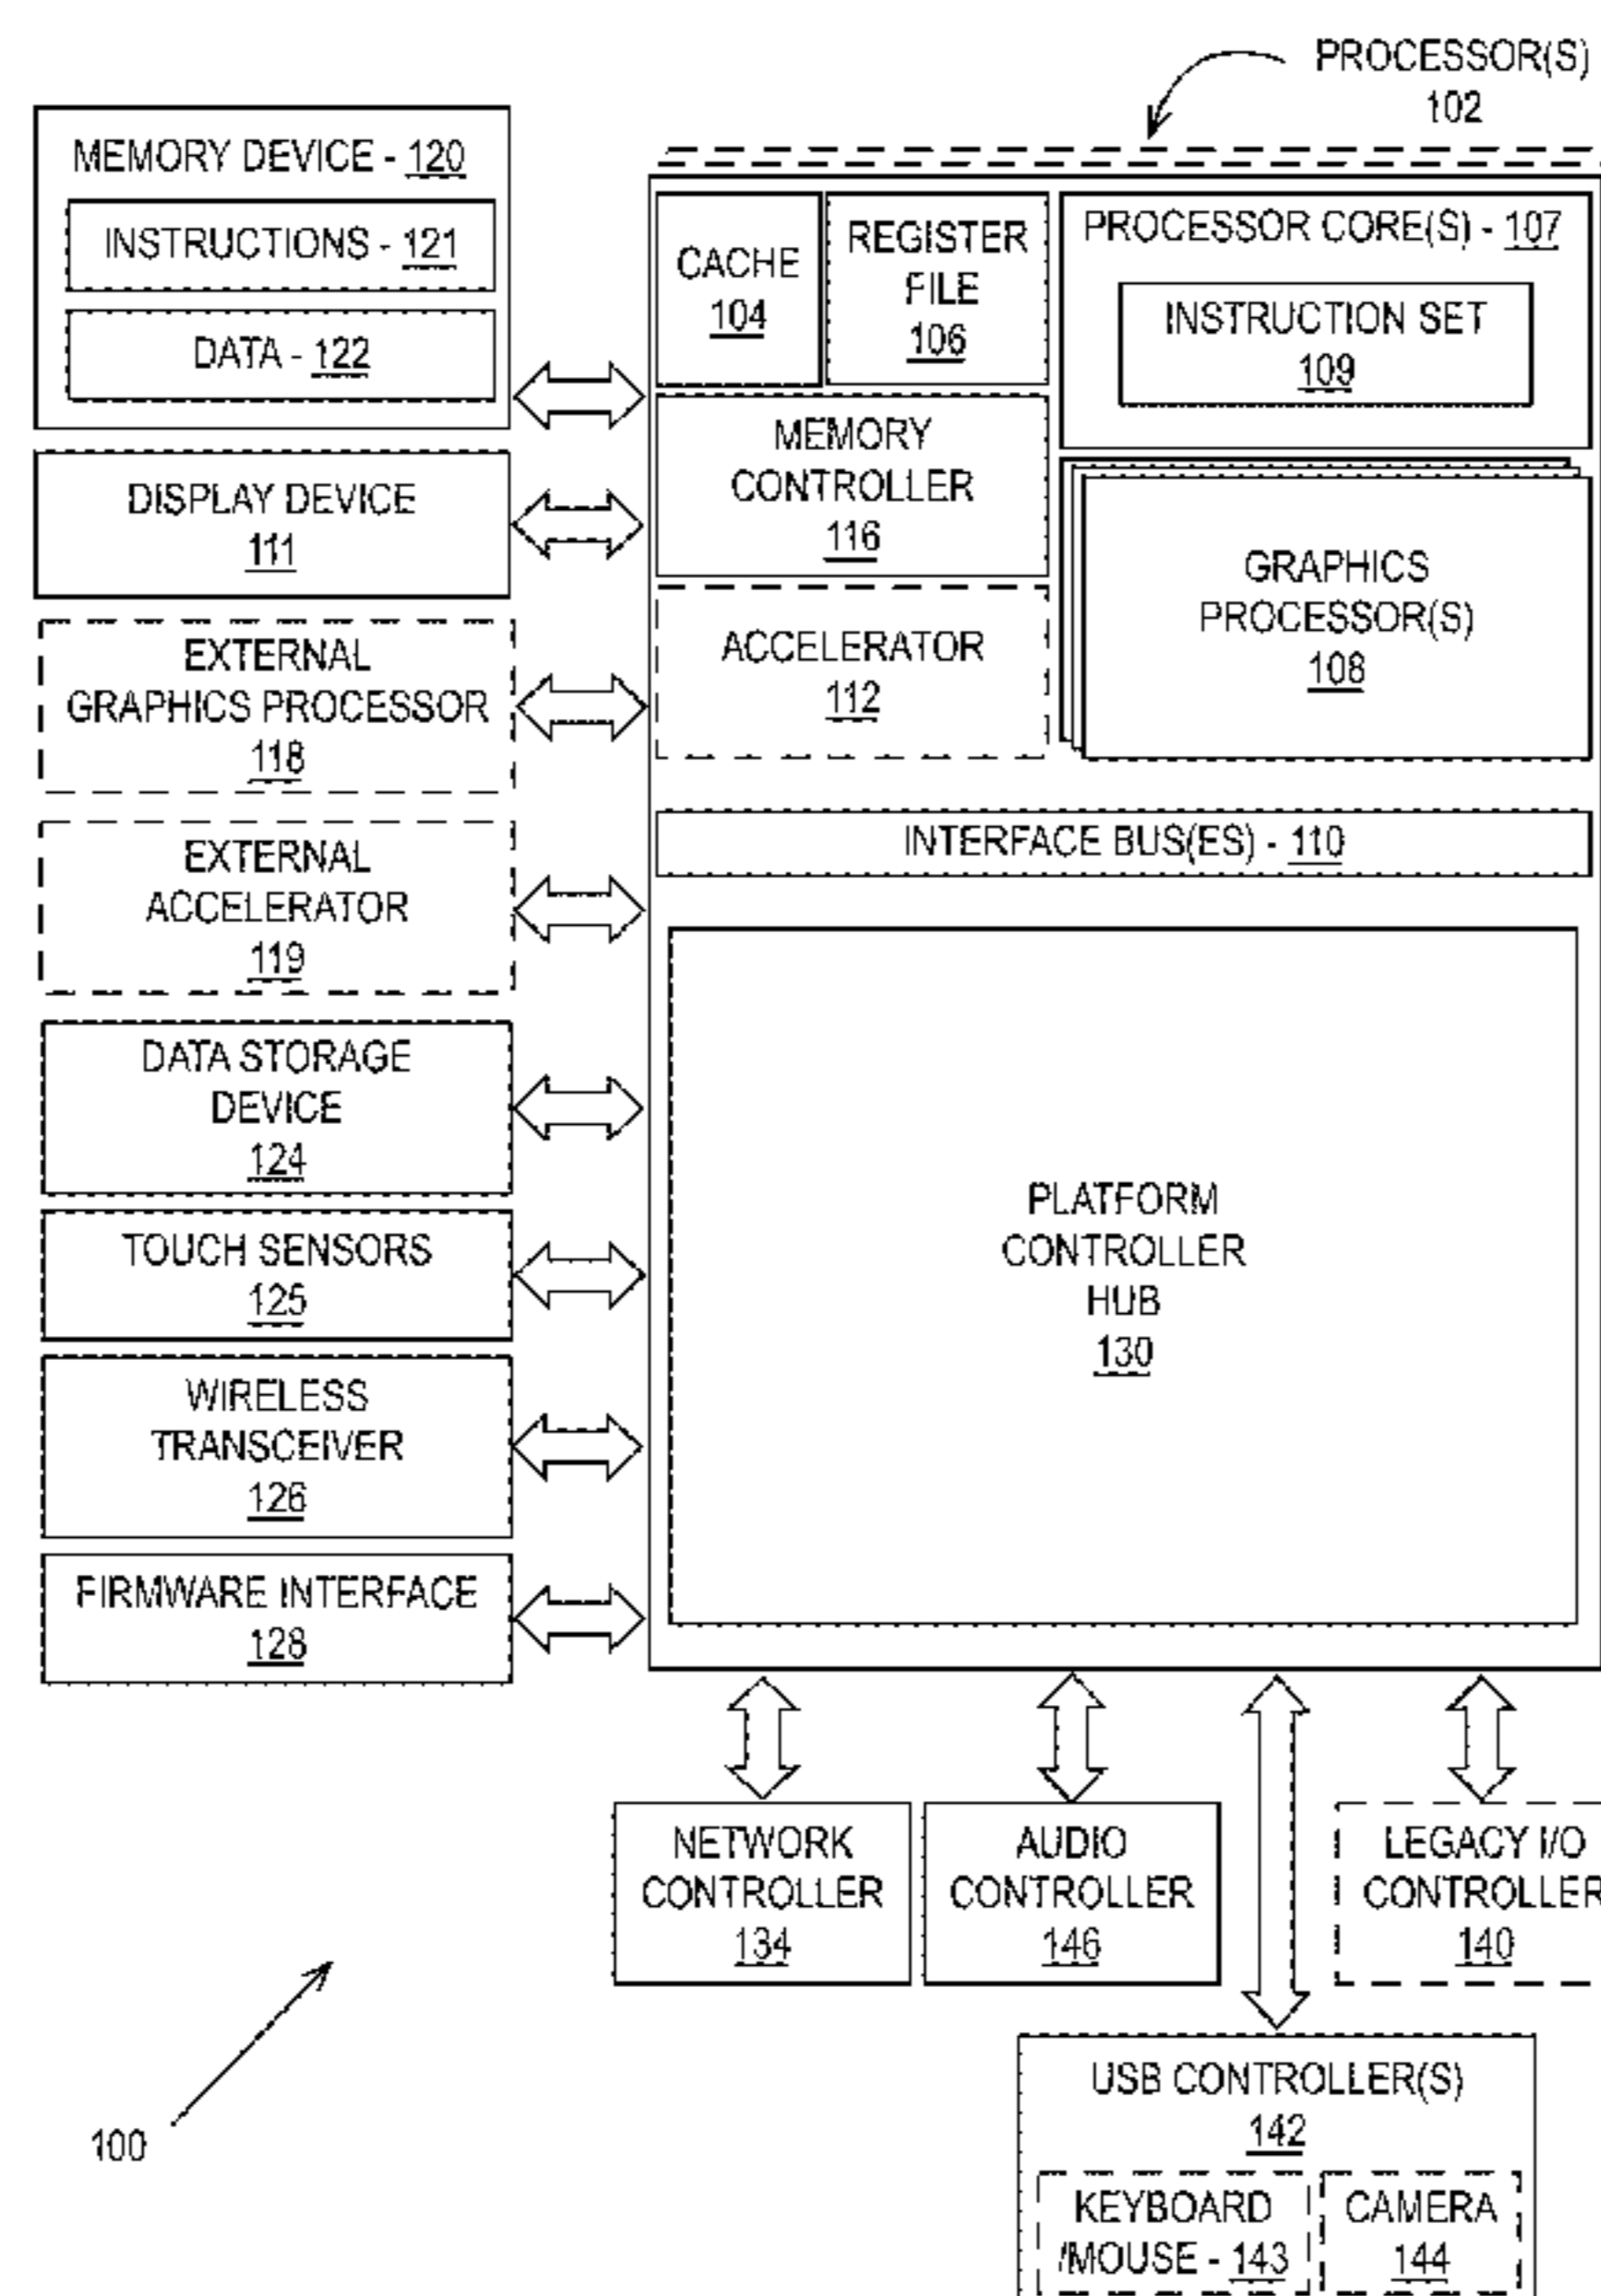 PROCESSOR(S)
102
MEMORY DEVICE - 120
INSTRUCTIONS - 121
DATA - 122
DISPLAY DEVICE
111
EXTERNAL
GRAPHICS PROCESSOR
118
EXTERNAL
ACCELERATOR
119
DATA STORAGE
DEVICE
124
TOUCH SENSORS
125
WIRELESS
TRANSCEIVER
126
FIRMWARE INTERFACE
128
CACHE
104
REGISTER
FILE
106
PROCESSOR CORE(S) - 107
INSTRUCTION SET
109
MEMORY
CONTROLLER
116
ACCELERATOR
112
GRAPHICS
PROCESSOR(S)
108
INTERFACE BUS(ES) - 110
PLATFORM
CONTROLLER
HUB
130
NETWORK
CONTROLLER
134
AUDIO
CONTROLLER
146
LEGACY I/O
CONTROLLER
140
USB CONTROLLER(S)
142
KEYBOARD
/MOUSE - 143
CAMERA
144
100